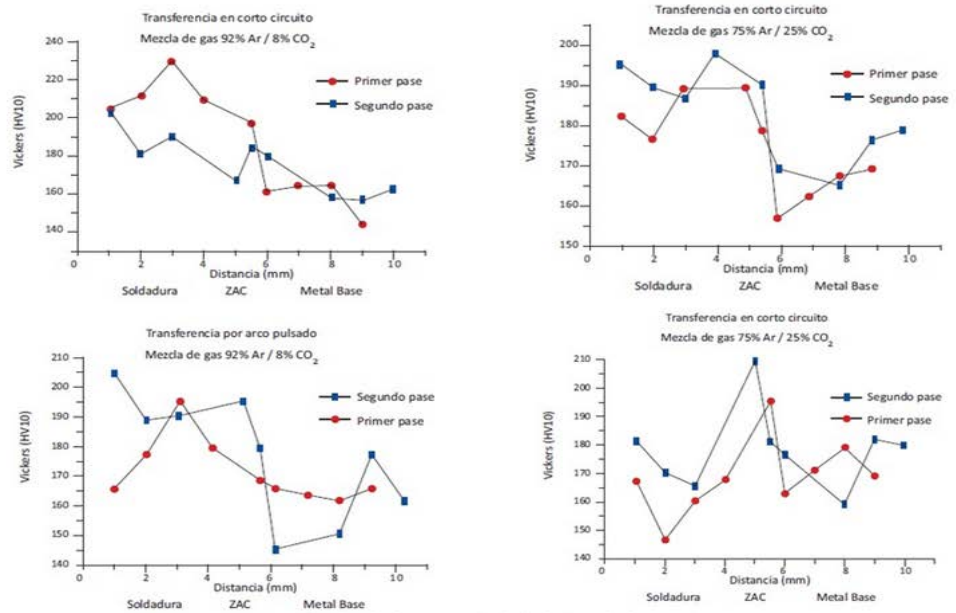 Transferencia en corto circuito
Mezcla de gas 92% Ar / 8% CO2
240
220
200
180
160
140
Vickers (HV10)
Primer pase
Segundo pase
0 2 4 6 8 10
Distancia (mm)
Soldadura ZAC Metal Base
Transferencia en corto circuito
Mezcla de gas 75% Ar / 25% CO2
200
190
180
170
160
150
Vickers (HV10)
Primer pase
Segundo pase
0 2 4 6 8 10
Distancia (mm)
Soldadura ZAC Metal Base
Transferencia por arco pulsado
Mezcla de gas 92% Ar / 8% CO2
210
200
190
180
170
160
150
140
Vickers (HV10)
Segundo pase
Primer pase
0 2 4 6 8 10
Distancia (mm)
Soldadura ZAC Metal Base
Transferencia en corto circuito
Mezcla de gas 75% Ar / 25% CO2
210
200
190
180
170
160
150
140
Vickers (HV10)
Segundo pase
Primer pase
0 2 4 6 8 10
Distancia (mm)
Soldadura ZAC Metal Base